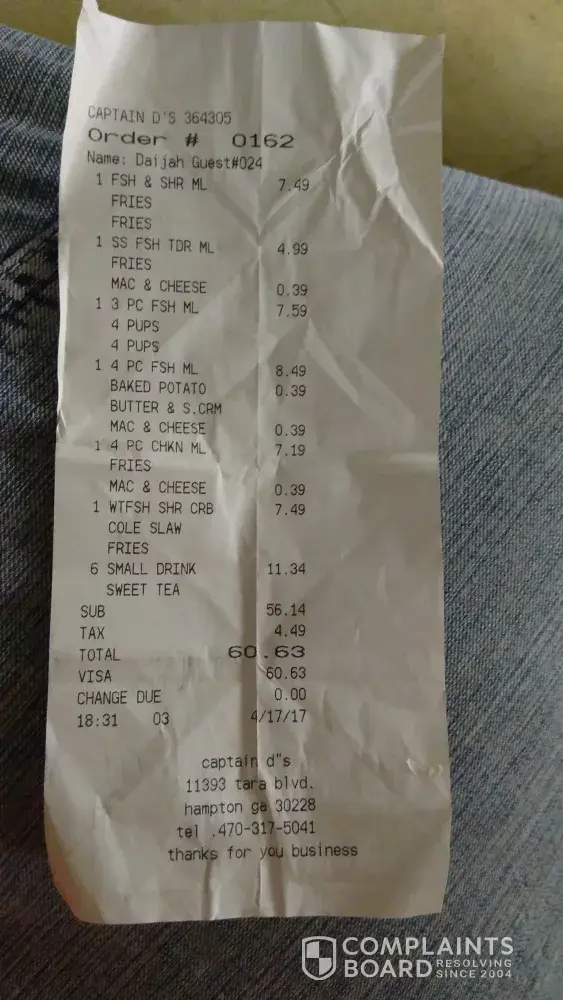 CAPTAIN D'S 364305
Order # 0162
Name: Daijah Guest#024
1 FSH & SHR ML 7.49
FRIES
FRIES
1 SS FSH TDR ML 4.99
FRIES
MAC & CHEESE 0.39
1 3 PC FSH ML 7.59
4 PUPS
4 PUPS
1 4 PC FSH ML 8.49
BAKED POTATO 0.39
BUTTER & S.CRM
MAC & CHEESE 0.39
1 4 PC CHKN ML 7.19
FRIES
MAC & CHEESE 0.39
1 WTFSH SHR CRB 7.49
COLE SLAW
FRIES
6 SMALL DRINK 11.34
SWEET TEA
SUB 56.14
TAX 4.49
TOTAL 60.63
VISA 60.63
CHANGE DUE 0.00
18:31 03 4/17/17
captain d"s
11393 tara blvd.
hampton ga 30228
tel .470-317-5041
thanks for you business
COMPLAINTS
BOARD RESOLVING
SINCE 2004